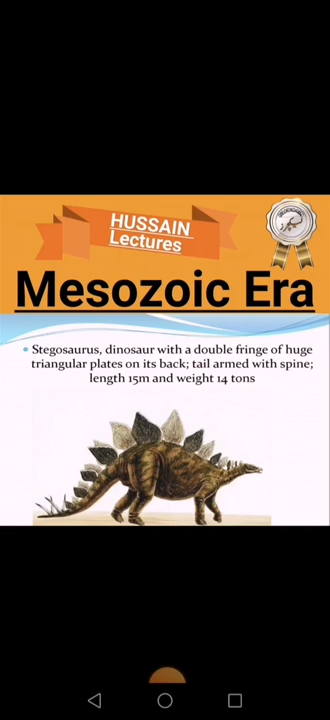 HUSSAIN
Lectures
Mesozoic Era
Stegosaurus, dinosaur with a double fringe of huge
triangular plates on its back; tail armed with spine;
length 15m and weight 14 tons